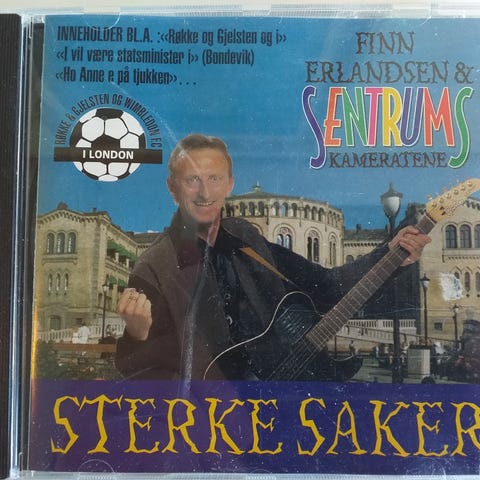 INNEHOLDER BL.A. :«Røkke og Gjelsten og i»
«I vil være statsminister i» (Bondevik)
«Ho Anne e på tjukken»...
FINN
ERLANDSEN &
SENTRUMS
KAMERATENE
RØKKE & GJELSTEN OG WIMBLEDON FC
I LONDON
STERKE SAKER